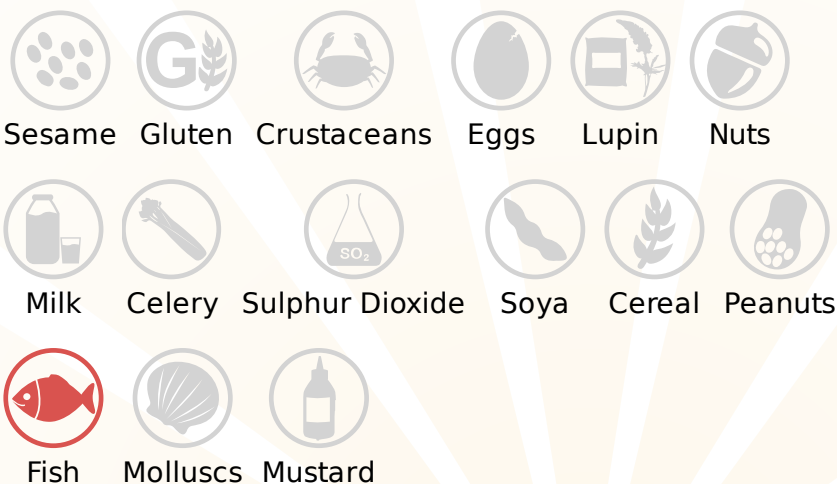 G
Sesame Gluten Crustaceans Eggs Lupin Nuts
SO₂
Milk Celery Sulphur Dioxide Soya Cereal Peanuts
Fish Molluscs Mustard